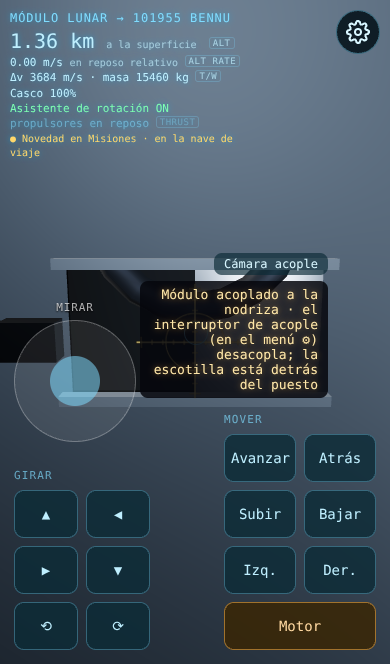 MÓDULO LUNAR → 101955 BENNU
1.36 km a la superficie ALT
0.00 m/s en reposo relativo ALT RATE
Δv 3684 m/s · masa 15460 kg T/W
Casco 100%
Asistente de rotación ON
propulsores en reposo THRUST
● Novedad en Misiones · en la nave de
viaje
Cámara acople
Módulo acoplado a la
nodriza · el
interruptor de acople
(en el menú ⚙)
desacopla; la
escotilla está detrás
del puesto
MIRAR
MOVER
Avanzar Atrás
GIRAR
▲ ◀ Subir Bajar
▶ ▼ Izq. Der.
⟲ ⟳ Motor